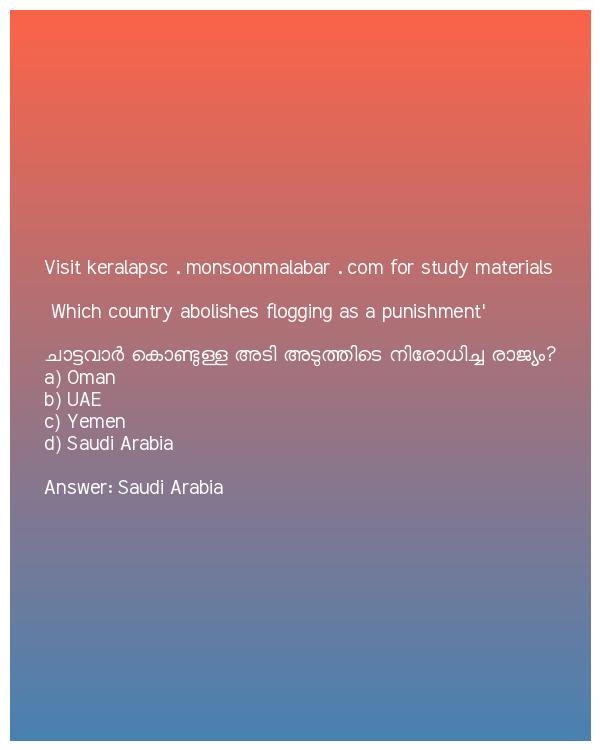 Visit keralapsc . monsoonmalabar . com for study materials
Which country abolishes flogging as a punishment'
ചാട്ടവാർ കൊണ്ടുള്ള അടി അടുത്തിടെ നിരോധിച്ച രാജ്യം?
a) Oman
b) UAE
c) Yemen
d) Saudi Arabia
Answer: Saudi Arabia